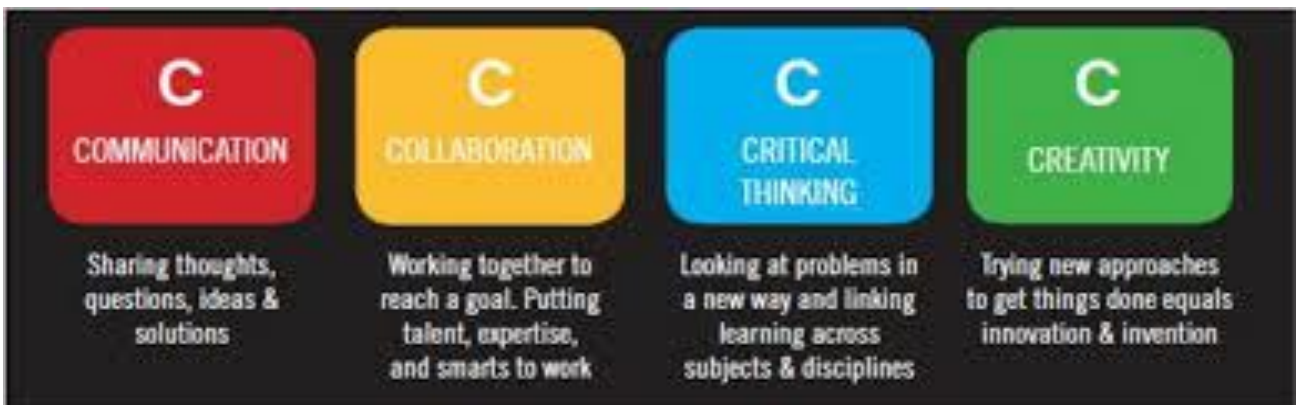 C
COMMUNICATION
Sharing thoughts,
questions, ideas &
solutions
C
COLLABORATION
Working together to
reach a goal. Putting
talent, expertise,
and smarts to work
C
CRITICAL
THINKING
Looking at problems in
a new way and linking
learning across
subjects & disciplines
C
CREATIVITY
Trying new approaches
to get things done equals
innovation & invention